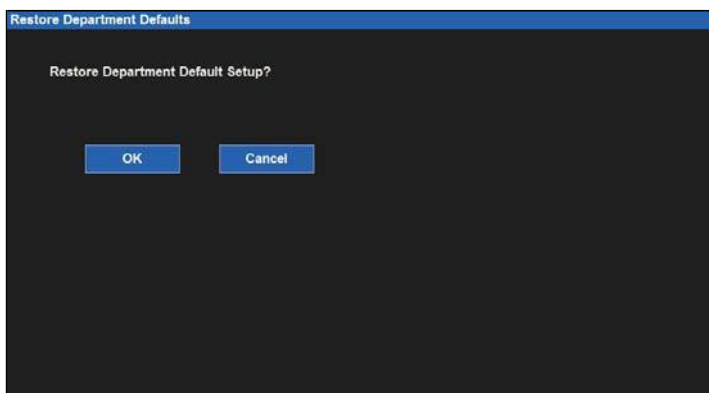 Restore Department Defaults
Restore Department Default Setup?
OK
Cancel